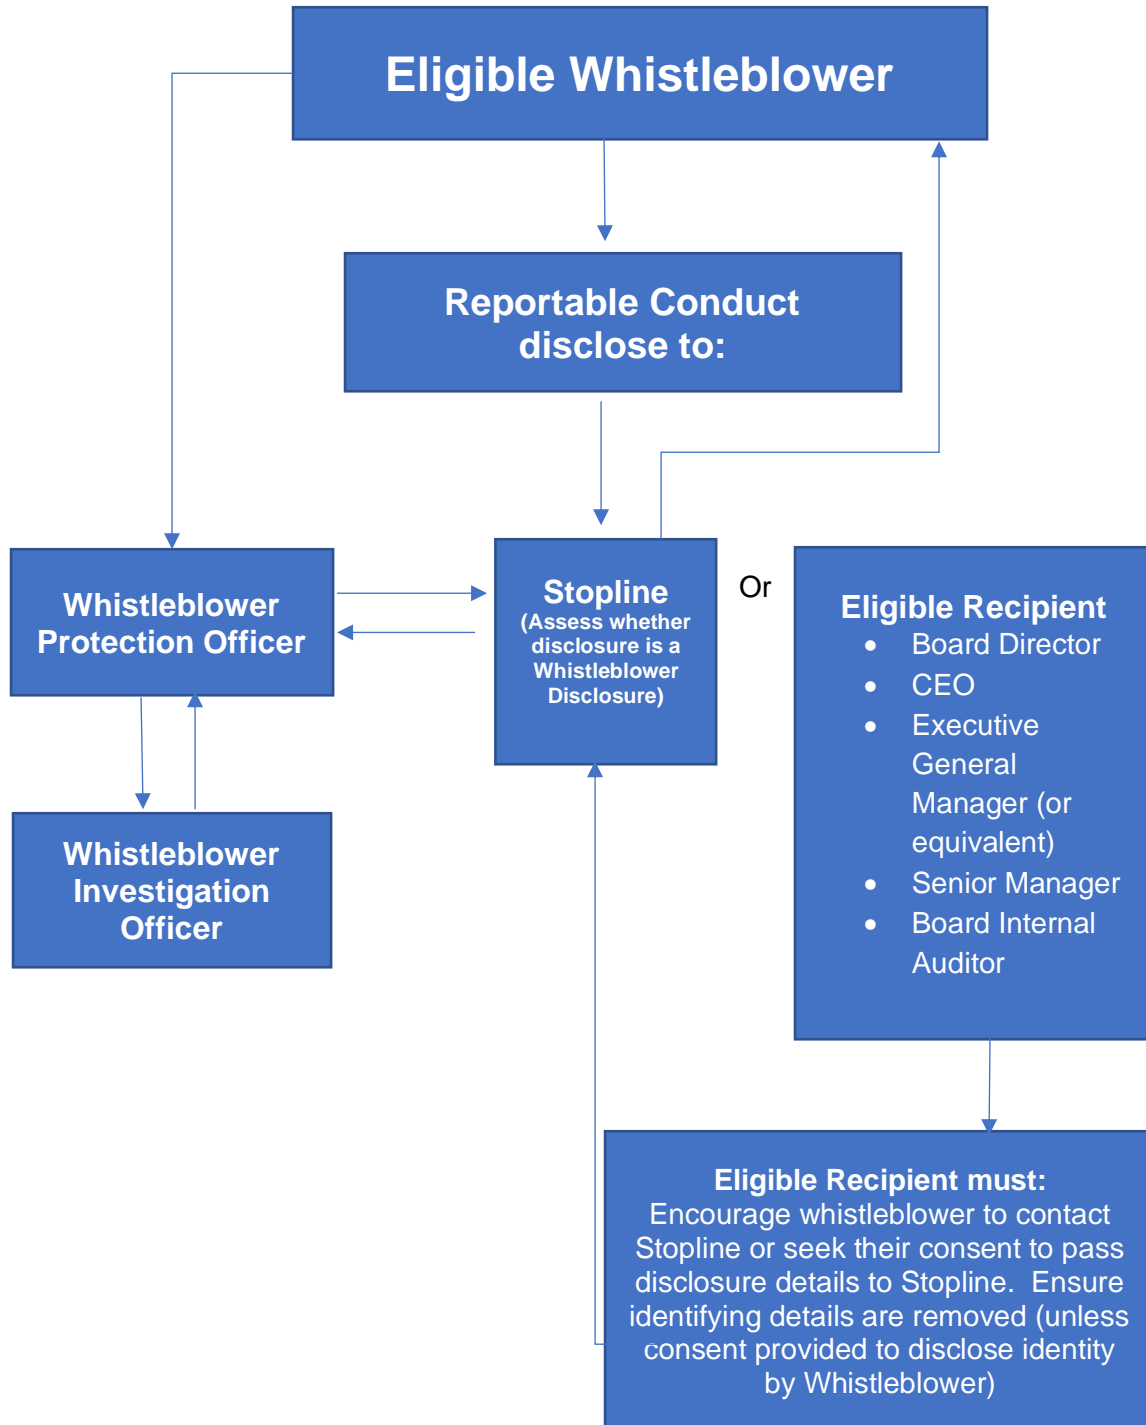 Eligible Whistleblower
Reportable Conduct
disclose to:
Whistleblower
Protection Officer
Stopline
(Assess whether
disclosure is a
Whistleblower
Disclosure)
Or
Eligible Recipient
• Board Director
• CEO
• Executive
General
Manager (or
equivalent)
• Senior Manager
• Board Internal
Auditor
Whistleblower
Investigation
Officer
Eligible Recipient must:
Encourage whistleblower to contact
Stopline or seek their consent to pass
disclosure details to Stopline.  Ensure
identifying details are removed (unless
consent provided to disclose identity
by Whistleblower)